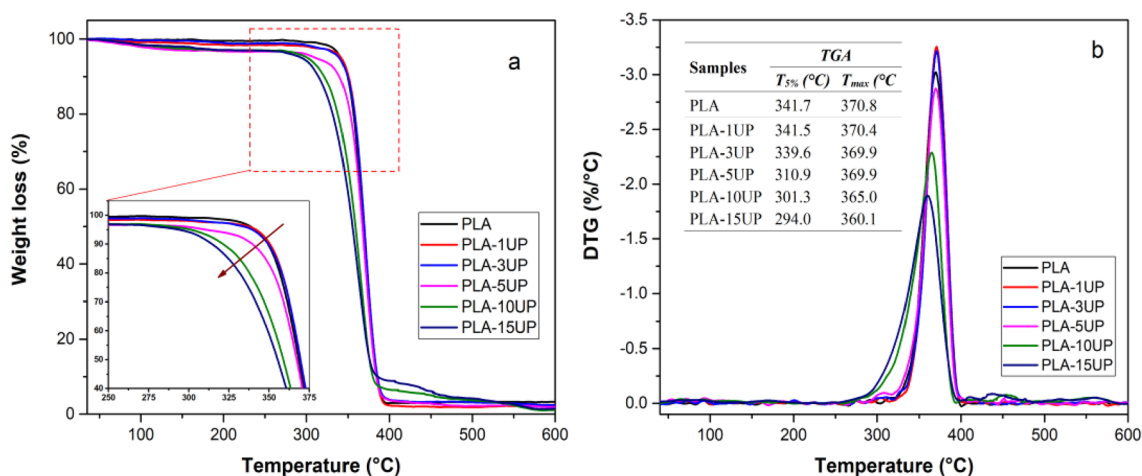 a
Weight loss (%)
100
80
60
40
20
0
100
90
80
70
60
50
40
250 275 300 325 350 375
PLA
PLA-1UP
PLA-3UP
PLA-5UP
PLA-10UP
PLA-15UP
100 200 300 400 500 600
Temperature (°C)
b
DTG (%/°C)
-3.5
-3.0
-2.5
-2.0
-1.5
-1.0
-0.5
0.0
Samples TGA
T5% (°C) Tmax (°C
PLA 341.7 370.8
PLA-1UP 341.5 370.4
PLA-3UP 339.6 369.9
PLA-5UP 310.9 369.9
PLA-10UP 301.3 365.0
PLA-15UP 294.0 360.1
PLA
PLA-1UP
PLA-3UP
PLA-5UP
PLA-10UP
PLA-15UP
100 200 300 400 500 600
Temperature (°C)